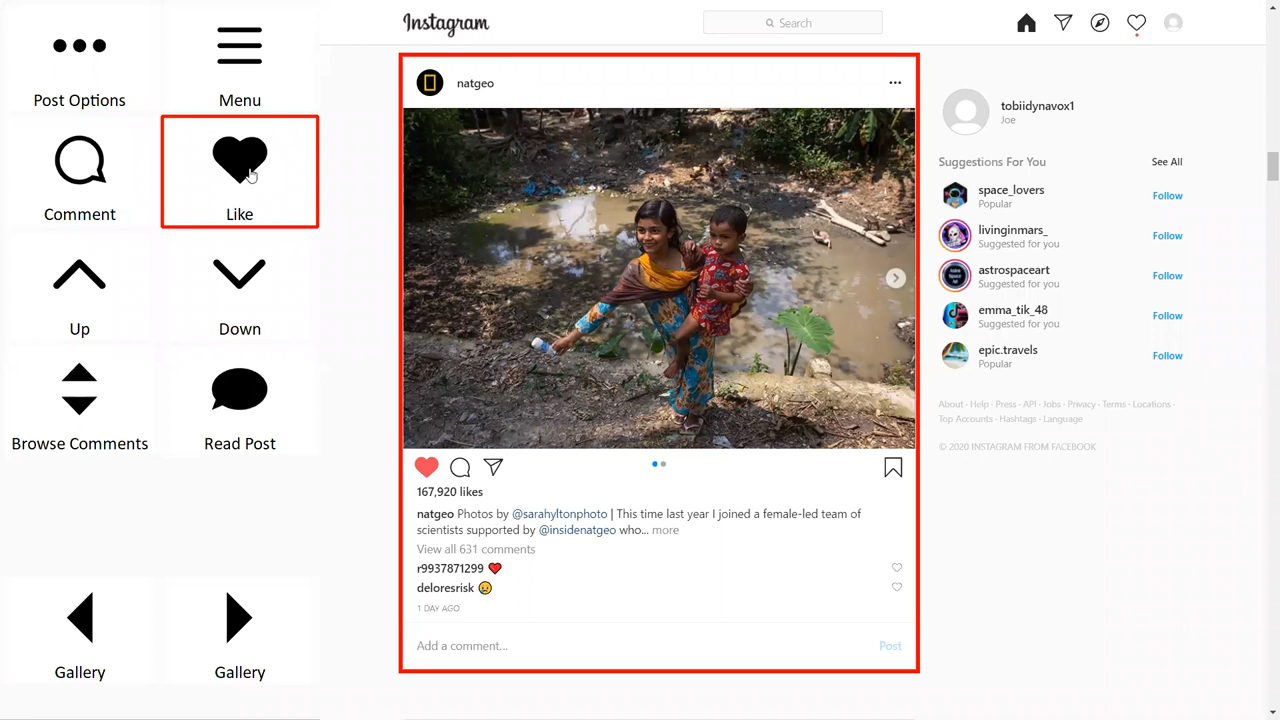 Post Options
Menu
Comment
Like
Up
Down
Browse Comments
Read Post
Gallery
Gallery
Instagram
Search
natgeo
167,920 likes
natgeo Photos by @sarahyltonphoto | This time last year I joined a female-led team of
scientists supported by @insidenatgeo who... more
View all 631 comments
r9937871299
deloresrisk
1 DAY AGO
Add a comment...
Post
tobiidynavox1
Joe
Suggestions For You
See All
space_lovers
Popular
Follow
livinginmars_
Suggested for you
Follow
astrospaceart
Suggested for you
Follow
emma_tik_48
Suggested for you
Follow
epic.travels
Popular
Follow
About · Help · Press · API · Jobs · Privacy · Terms · Locations ·
Top Accounts · Hashtags · Language
© 2020 INSTAGRAM FROM FACEBOOK